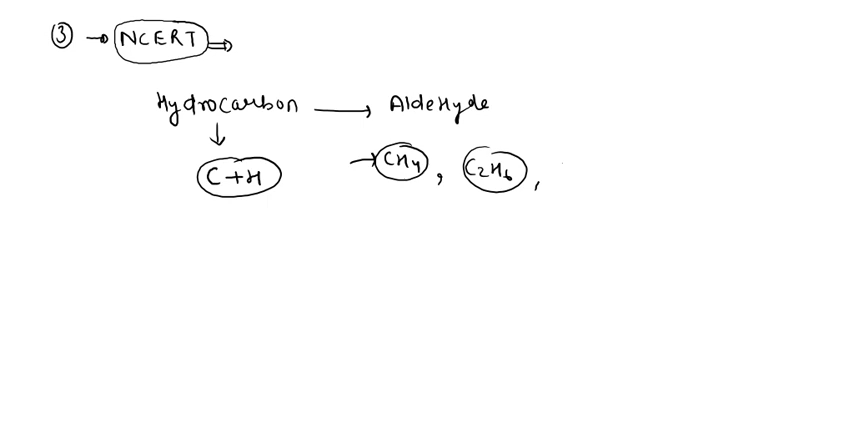 ③ → NCERT ⇒
Hydrocarbon → AldeHyde
↓
C+H → CH4, C2H6,